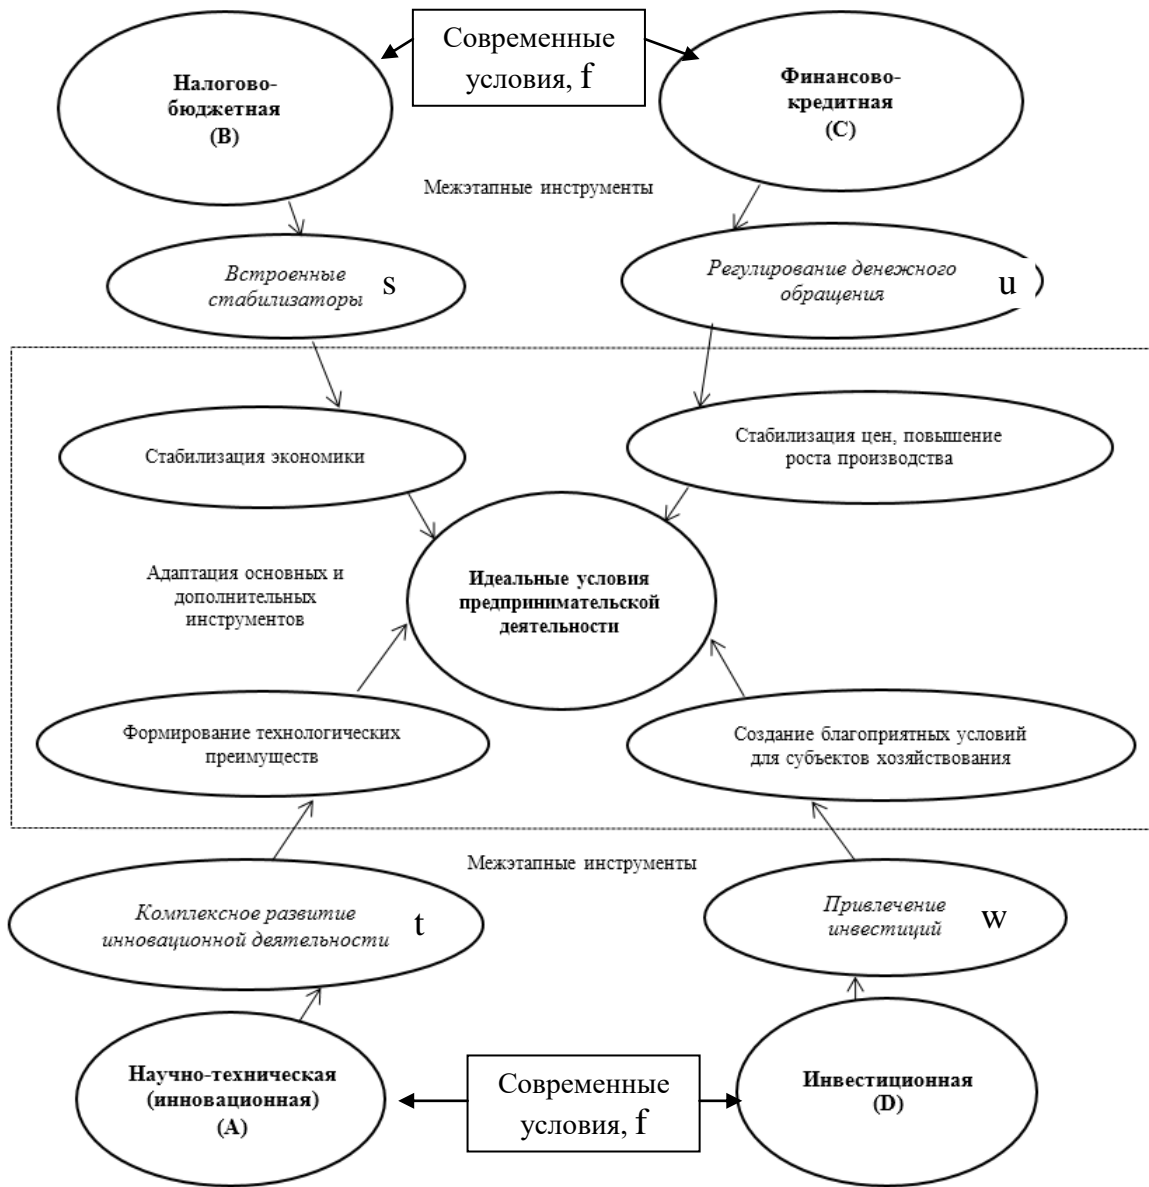 Современные
условия, f
Налогово-
бюджетная
(В)
Финансово-
кредитная
(С)
Межэтапные инструменты
Встроенные
стабилизаторы
s
Регулирование денежного
обращения
u
Стабилизация экономики
Стабилизация цен, повышение
роста производства
Адаптация основных и
дополнительных
инструментов
Идеальные условия
предпринимательской
деятельности
Формирование технологических
преимуществ
Создание благоприятных условий
для субъектов хозяйствования
Межэтапные инструменты
Комплексное развитие
инновационной деятельности
t
Привлечение
инвестиций
w
Научно-техническая
(инновационная)
(А)
Современные
условия, f
Инвестиционная
(D)